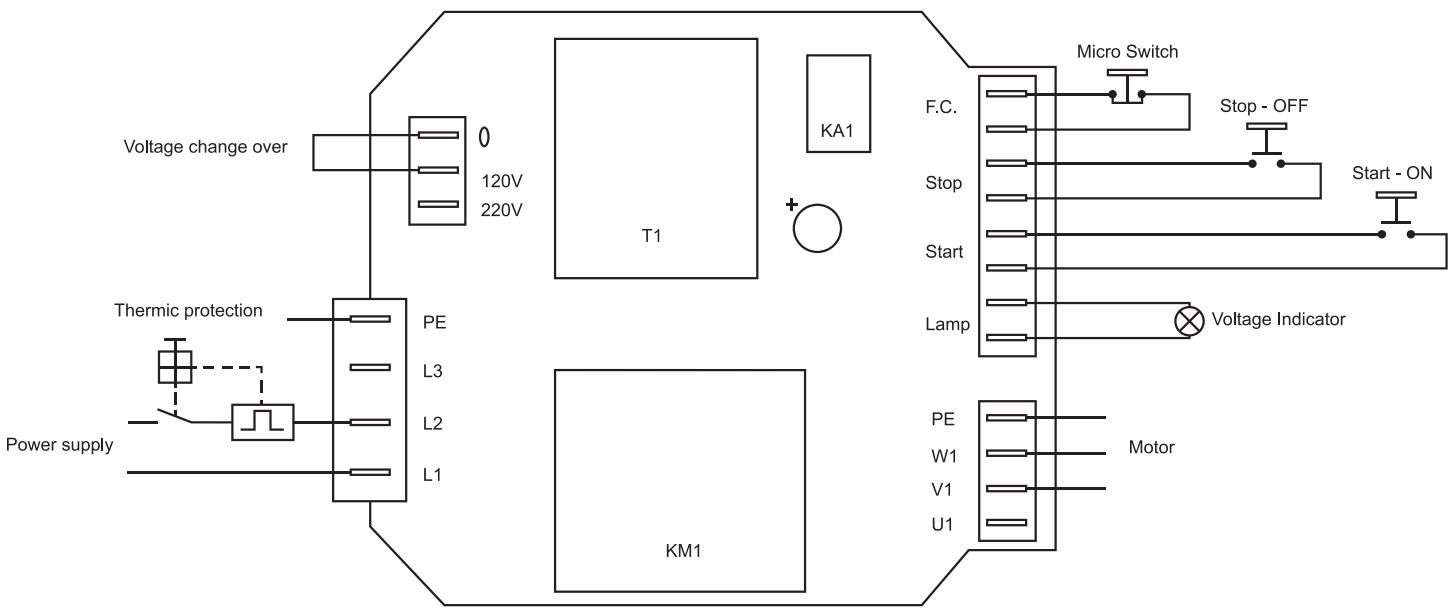 Micro Switch
F.C.
Stop - OFF
KA1
0
Voltage change over
120V
Stop
Start - ON
220V
+
T1
Start
Thermic protection
PE
Lamp
Voltage Indicator
L3
L2
PE
Power supply
Motor
W1
L1
V1
U1
KM1